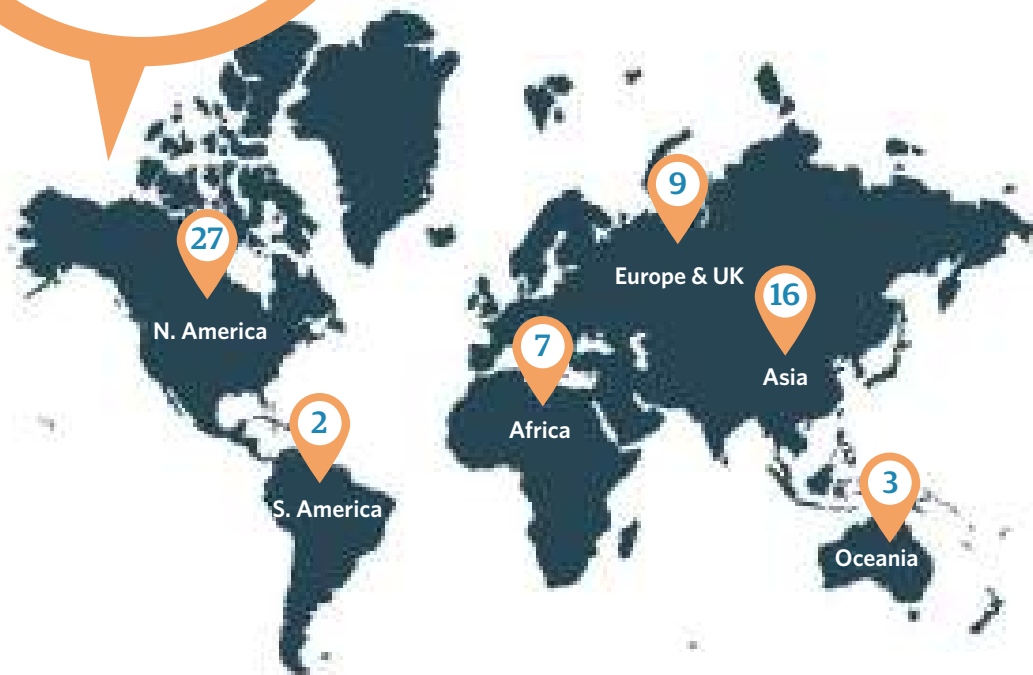 9
Europe & UK
27
N. America
16
Asia
7
Africa
2
S. America
3
Oceania